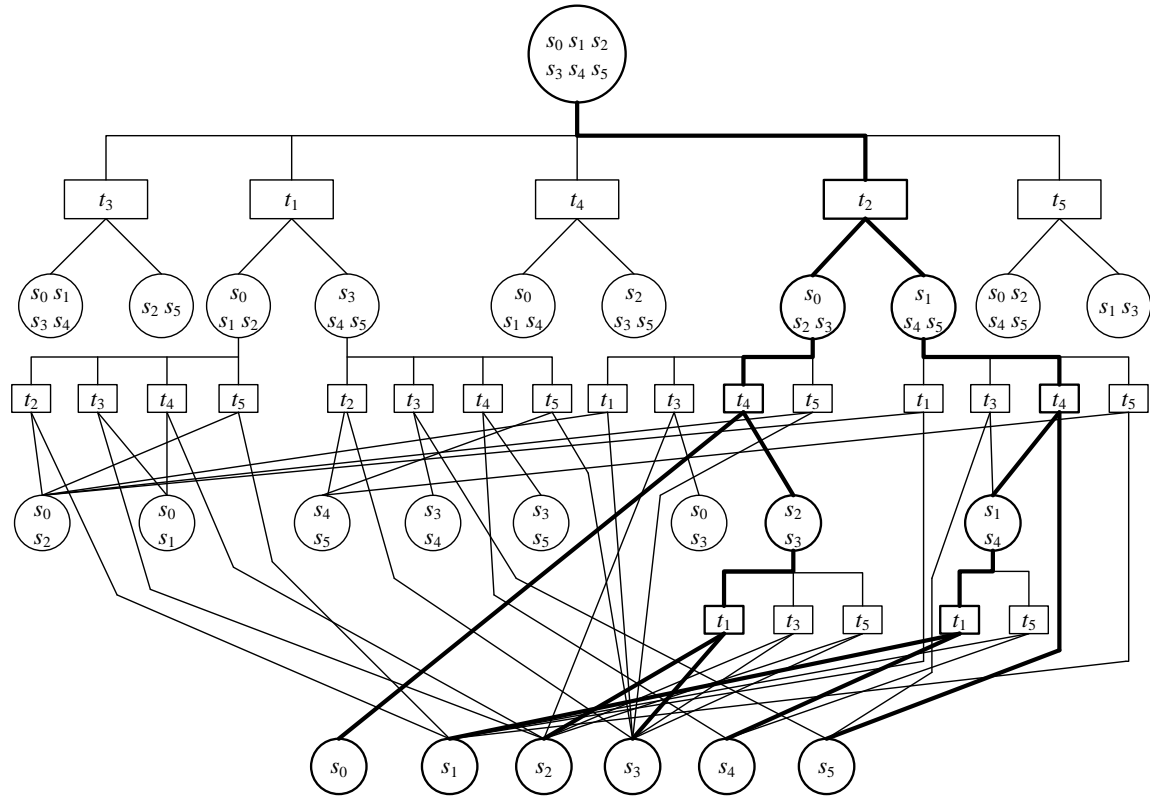 s0 s1 s2
s3 s4 s5
t3 t1 t4 t2 t5
s0 s1
s3 s4
s2 s5
s0
s1 s2
s3
s4 s5
s0
s1 s4
s2
s3 s5
s0
s2 s3
s1
s4 s5
s0 s2
s4 s5
s1 s3
t2 t3 t4 t5 t2 t3 t4 t5 t1 t3 t4 t5 t1 t3 t4 t5
s0
s2
s0
s1
s4
s5
s3
s4
s3
s5
s0
s3
s2
s3
s1
s4
t1 t3 t5 t1 t5
s0 s1 s2 s3 s4 s5